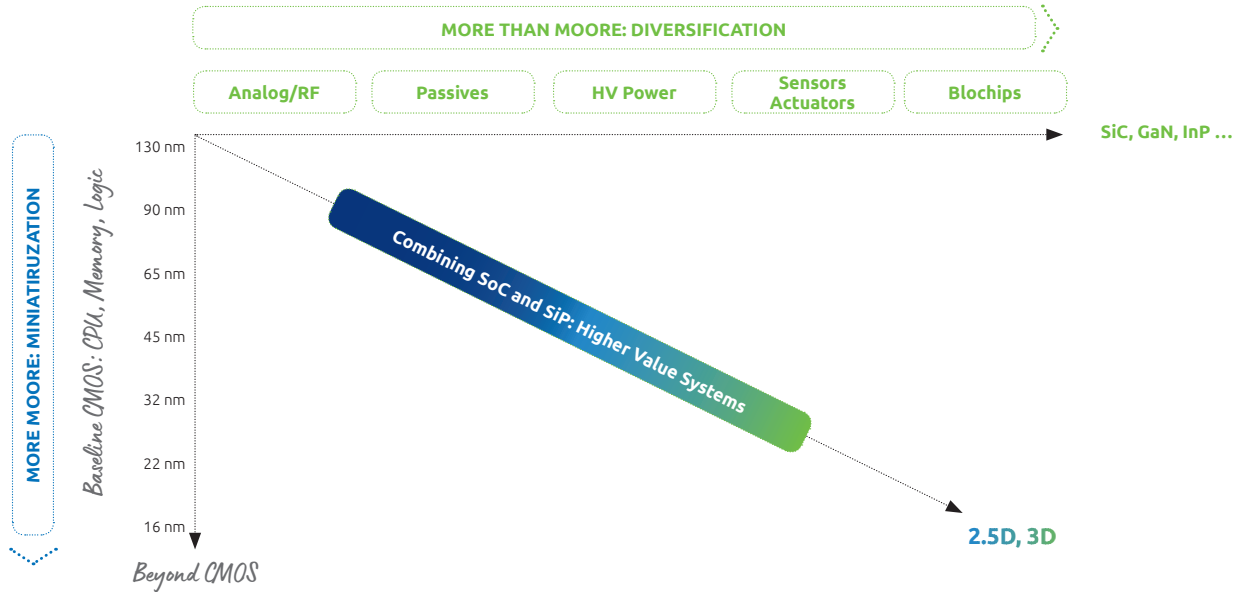 MORE THAN MOORE: DIVERSIFICATION
Analog/RF
Passives
HV Power
Sensors
Actuators
Blochips
SiC, GaN, InP ...
MORE MOORE: MINIATIRUZATION
Baseline CMOS: CPU, Memory, Logic
130 nm
90 nm
65 nm
45 nm
32 nm
22 nm
16 nm
Combining SoC and SiP: Higher Value Systems
2.5D, 3D
Beyond CMOS